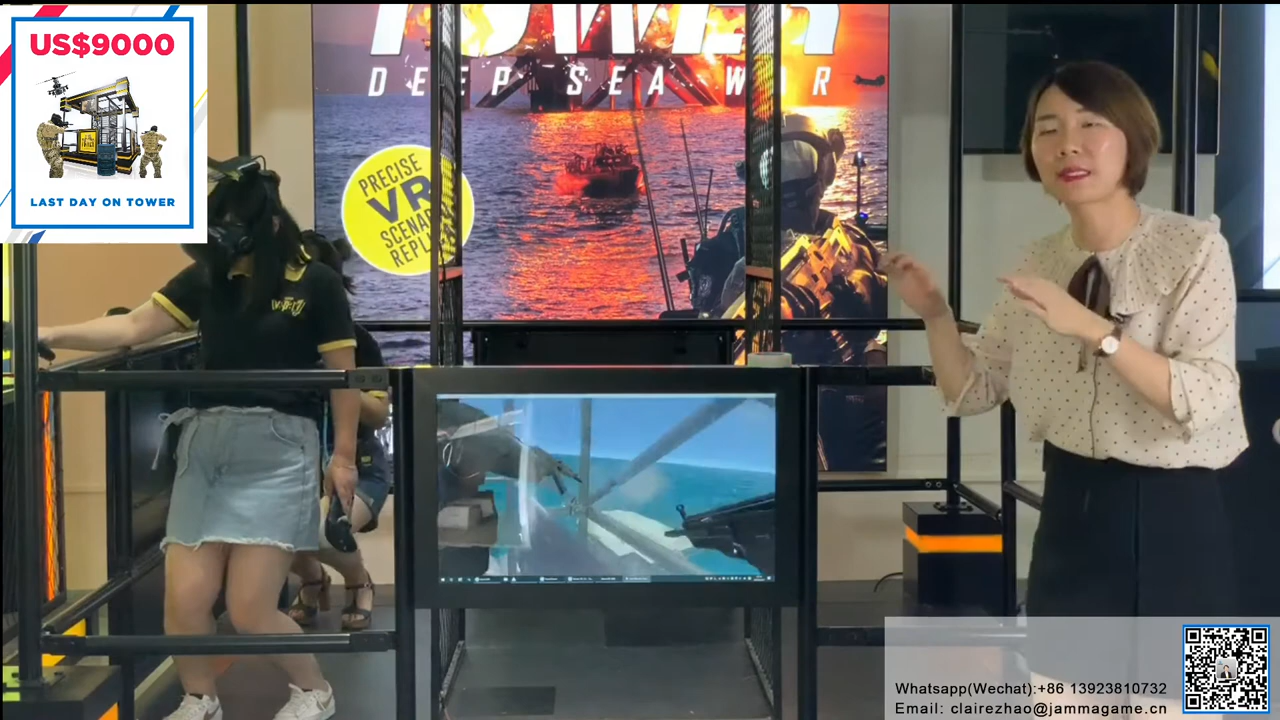 US$9000
LAST DAY ON TOWER
TOWER
DEEP SEA WAR
PRECISE
VR
Whatsapp(Wechat):+86 13923810732
Email: clairezhao@jammagame.cn